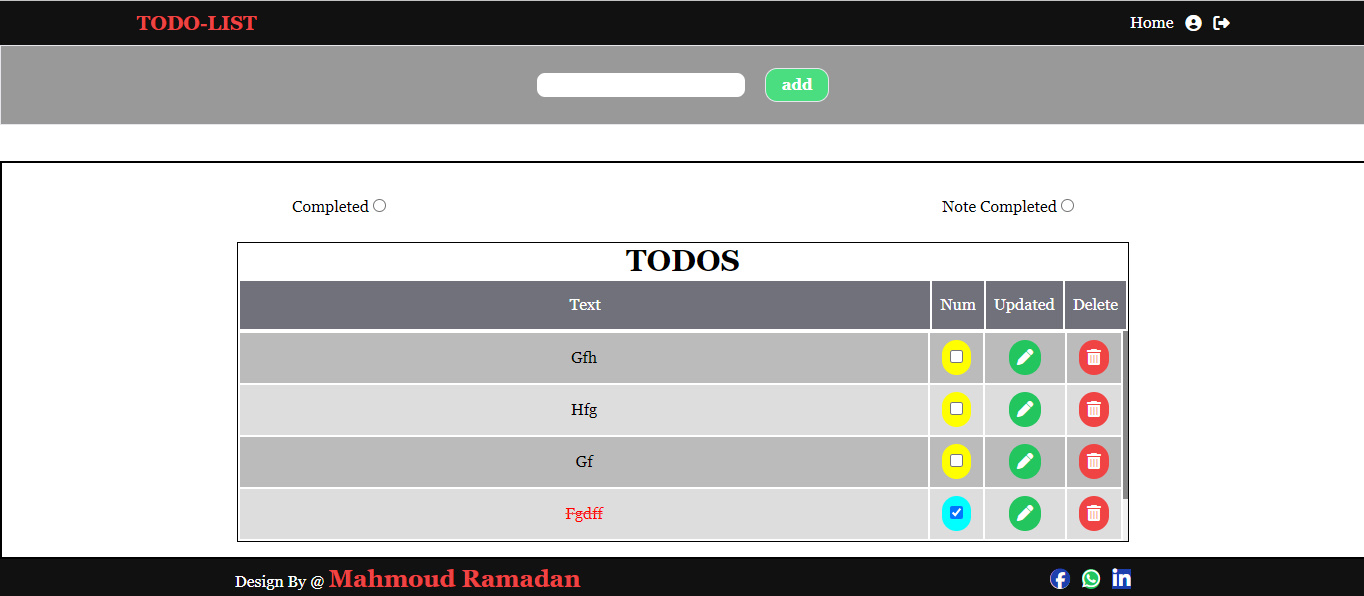 TODO-LIST Home
add
Completed Note Completed
TODOS
Text Num Updated Delete
Gfh
Hfg
Gf
Fgdff
Design By @ Mahmoud Ramadan